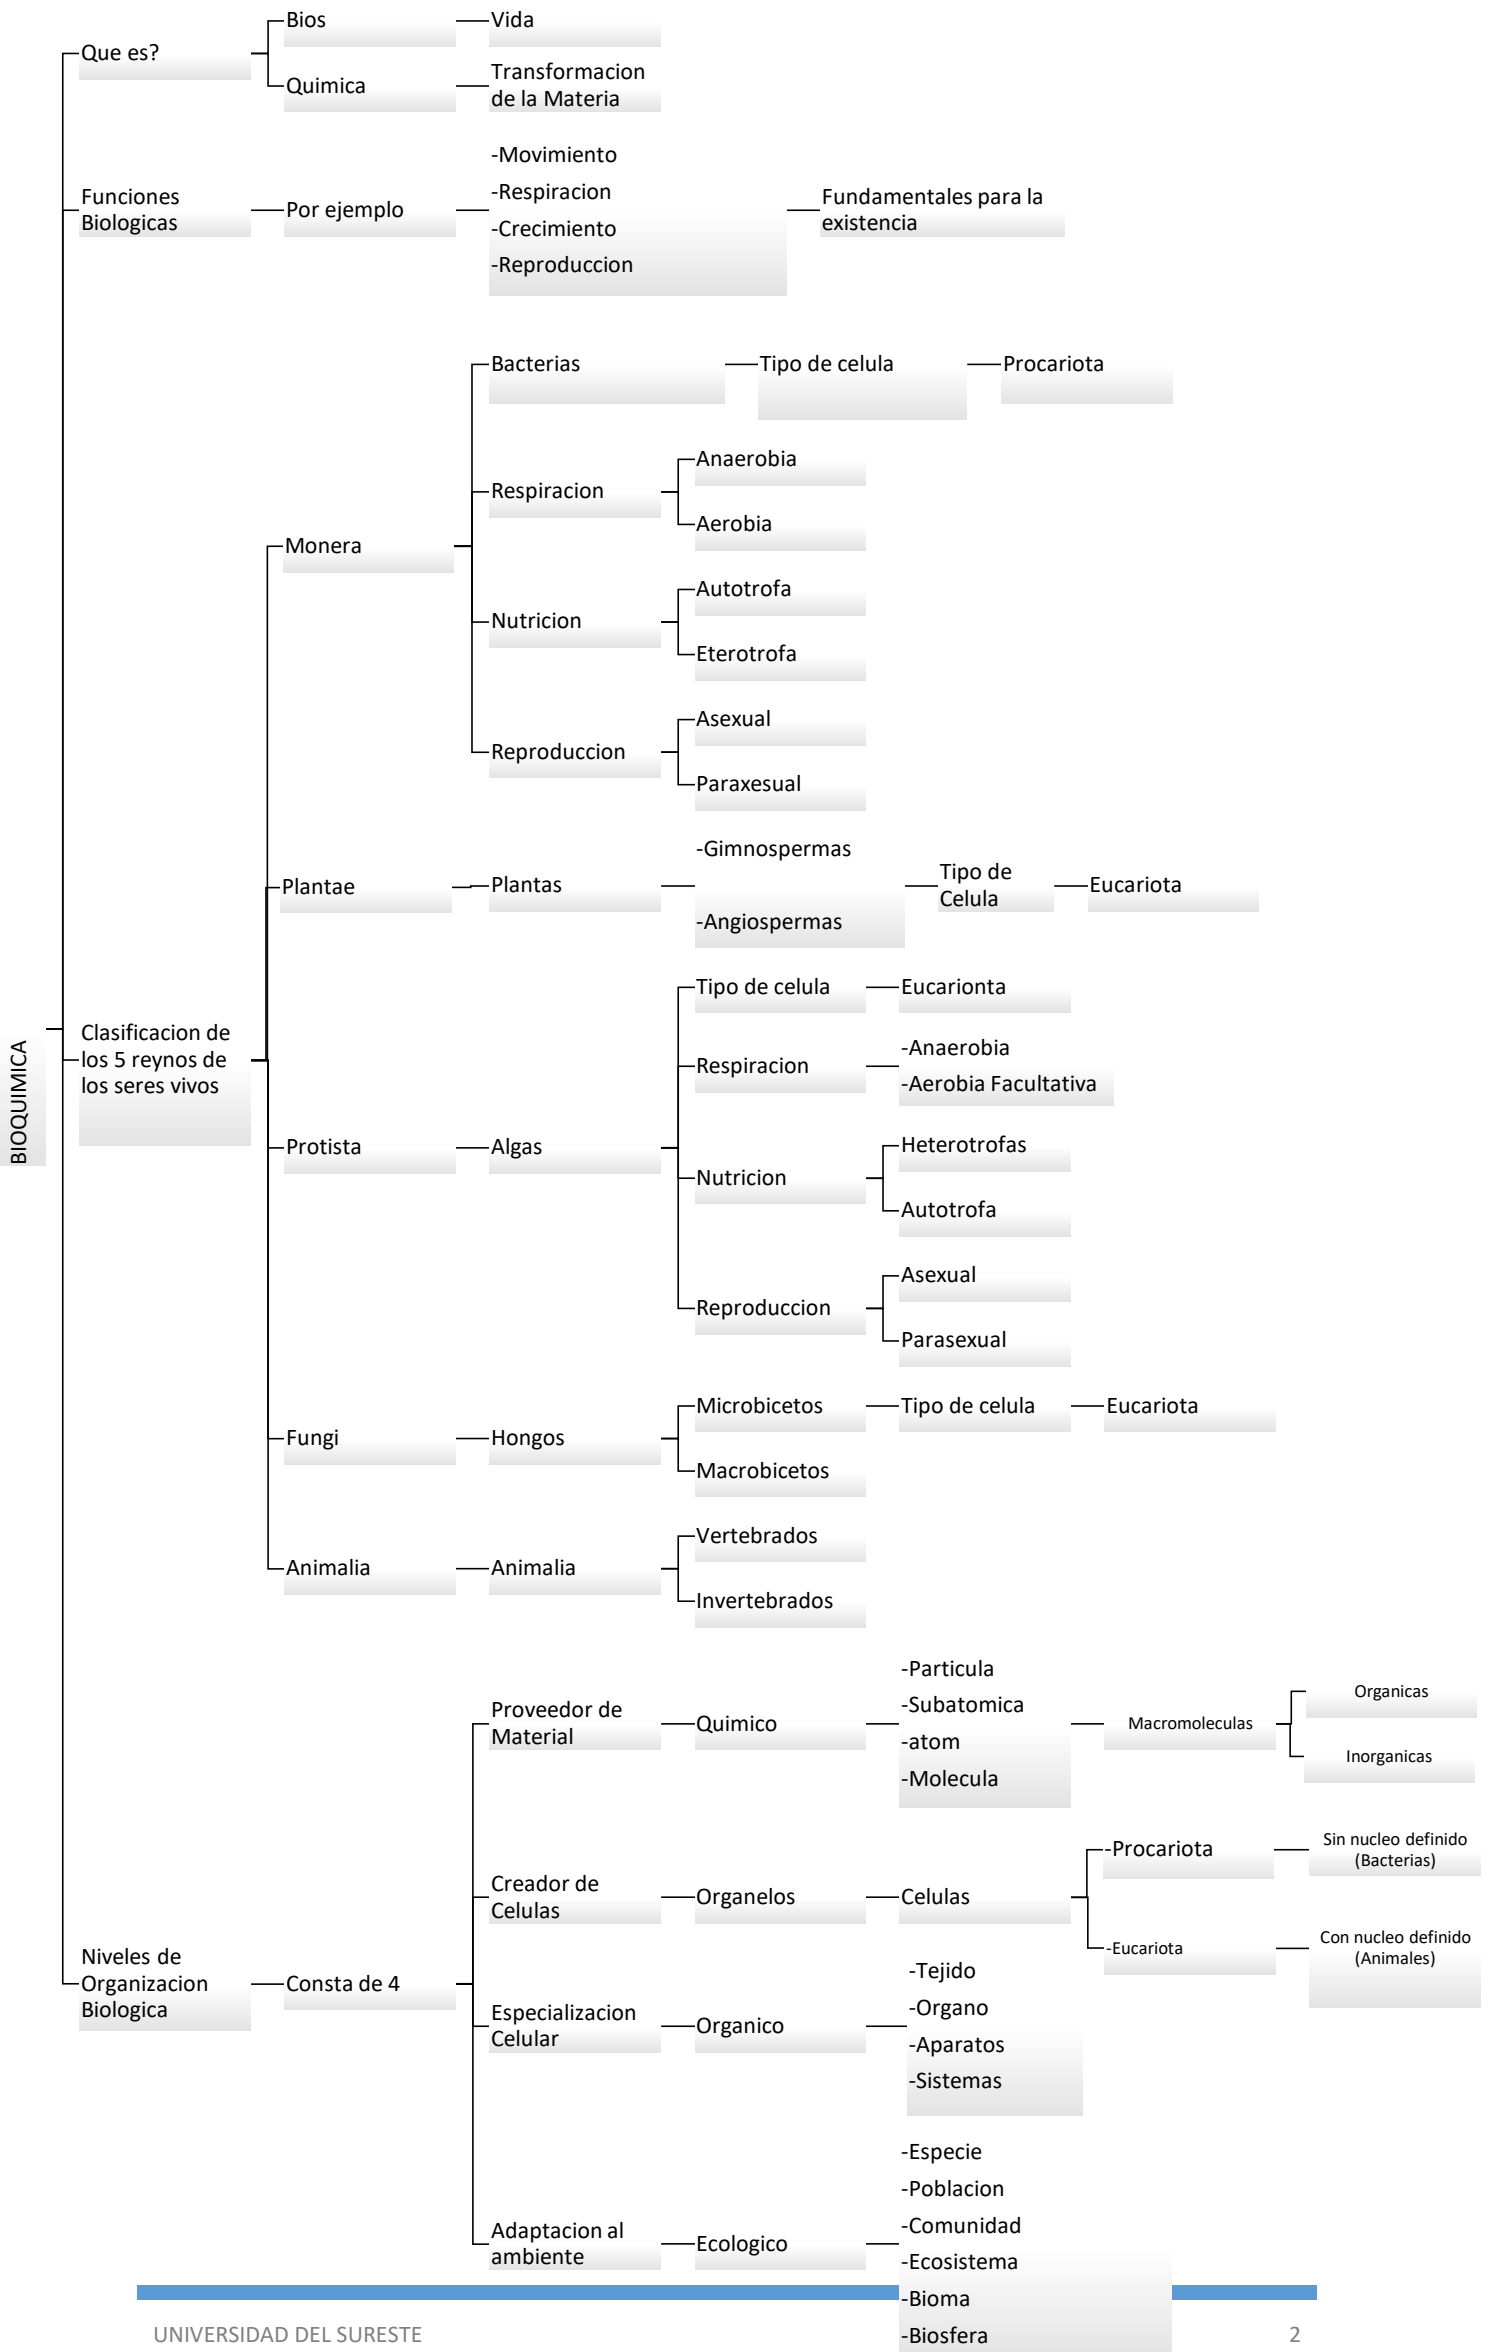 BIOQUIMICA
Que es?
Bios
Vida
Quimica
Transformacion
de la Materia
Funciones
Biologicas
Por ejemplo
-Movimiento
-Respiracion
-Crecimiento
-Reproduccion
Fundamentales para la
existencia
Clasificacion de
los 5 reynos de
los seres vivos
Monera
Bacterias
Tipo de celula
Procariota
Respiracion
Anaerobia
Aerobia
Nutricion
Autotrofa
Eterotrofa
Reproduccion
Asexual
Paraxesual
Plantae
Plantas
-Gimnospermas
-Angiospermas
Tipo de
Celula
Eucariota
Protista
Algas
Tipo de celula
Eucarionta
Respiracion
-Anaerobia
-Aerobia Facultativa
Nutricion
Heterotrofas
Autotrofa
Reproduccion
Asexual
Parasexual
Fungi
Hongos
Microbicetos
Tipo de celula
Eucariota
Macrobicetos
Animalia
Animalia
Vertebrados
Invertebrados
Niveles de
Organizacion
Biologica
Consta de 4
Proveedor de
Material
Quimico
-Particula
-Subatomica
-atom
-Molecula
Macromoleculas
Organicas
Inorganicas
Creador de
Celulas
Organelos
Celulas
-Procariota
Sin nucleo definido
(Bacterias)
-Eucariota
Con nucleo definido
(Animales)
Especializacion
Celular
Organico
-Tejido
-Organo
-Aparatos
-Sistemas
Adaptacion al
ambiente
Ecologico
-Especie
-Poblacion
-Comunidad
-Ecosistema
-Bioma
-Biosfera
UNIVERSIDAD DEL SURESTE
2